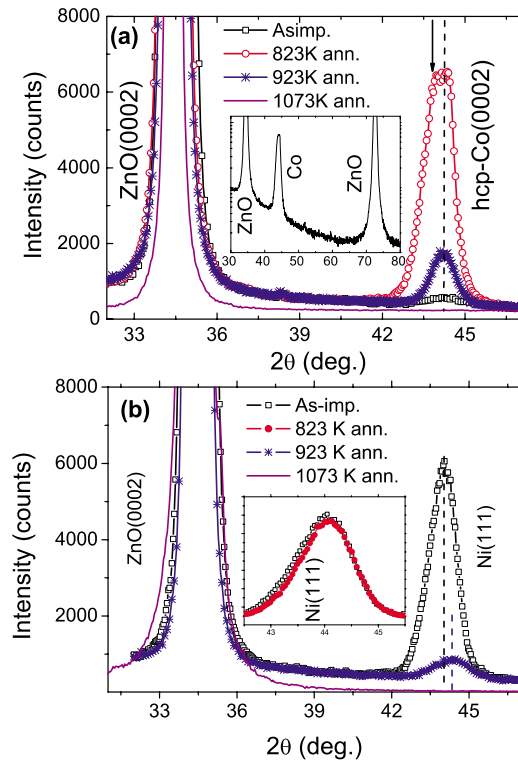 (a)
Asimp.
823K ann.
923K ann.
1073K ann.
ZnO(0002)
hcp-Co(0002)
Intensity (counts)
8000
6000
4000
2000
0
33
36
39
42
45
2θ (deg.)
ZnO
Co
ZnO
30
40
50
60
70
80
(b)
As-imp.
823 K ann.
923 K ann.
1073 K ann.
ZnO(0002)
Ni(111)
Intensity (counts)
8000
6000
4000
2000
33
36
39
42
45
2θ (deg.)
Ni(111)
43
44
45